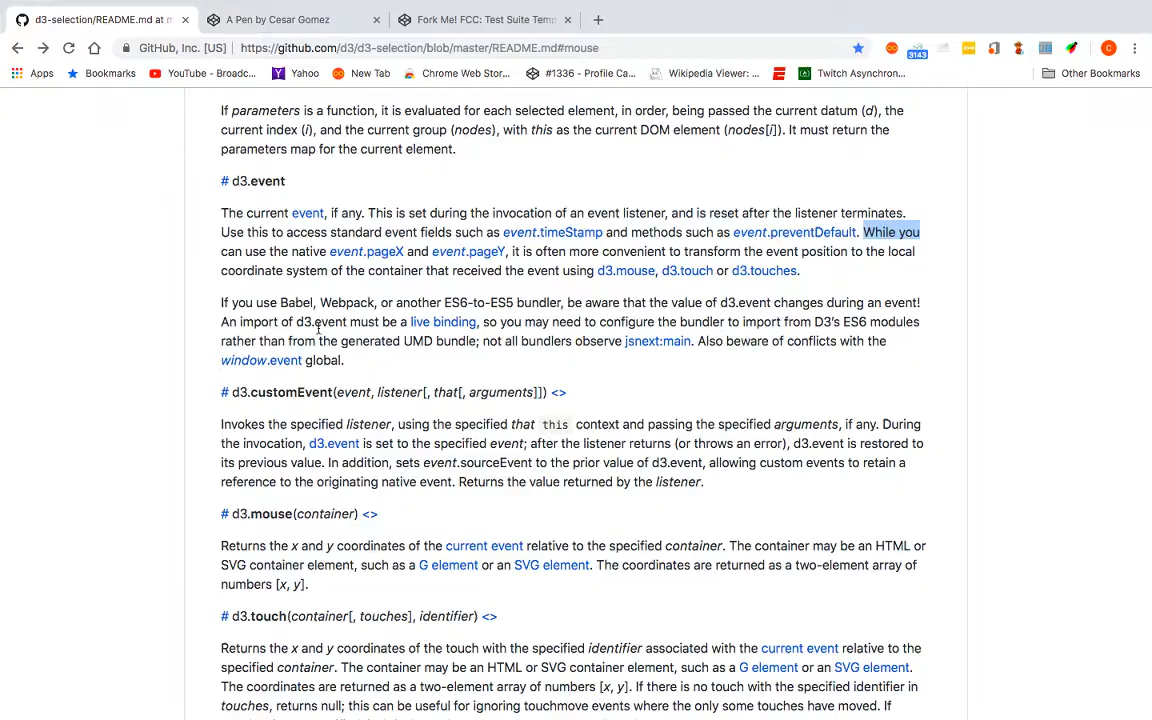 d3-selection/README.md at m
A Pen by Cesar Gomez
Fork Me! FCC: Test Suite Temp
GitHub, Inc. [US]
https://github.com/d3/d3-selection/blob/master/README.md#mouse
3143
C
Apps
Bookmarks
YouTube - Broadc...
Yahoo
New Tab
Chrome Web Stor...
#1336 - Profile Ca...
Wikipedia Viewer: ...
Twitch Asynchron...
Other Bookmarks
If parameters is a function, it is evaluated for each selected element, in order, being passed the current datum (d), the
current index (i), and the current group (nodes), with this as the current DOM element (nodes[i]). It must return the
parameters map for the current element.
# d3.event
The current event, if any. This is set during the invocation of an event listener, and is reset after the listener terminates.
Use this to access standard event fields such as event.timeStamp and methods such as event.preventDefault. While you
can use the native event.pageX and event.pageY, it is often more convenient to transform the event position to the local
coordinate system of the container that received the event using d3.mouse, d3.touch or d3.touches.
If you use Babel, Webpack, or another ES6-to-ES5 bundler, be aware that the value of d3.event changes during an event!
An import of d3.event must be a live binding, so you may need to configure the bundler to import from D3’s ES6 modules
rather than from the generated UMD bundle; not all bundlers observe jsnext:main. Also beware of conflicts with the
window.event global.
# d3.customEvent(event, listener[, that[, arguments]]) <>
Invokes the specified listener, using the specified that this context and passing the specified arguments, if any. During
the invocation, d3.event is set to the specified event; after the listener returns (or throws an error), d3.event is restored to
its previous value. In addition, sets event.sourceEvent to the prior value of d3.event, allowing custom events to retain a
reference to the originating native event. Returns the value returned by the listener.
# d3.mouse(container) <>
Returns the x and y coordinates of the current event relative to the specified container. The container may be an HTML or
SVG container element, such as a G element or an SVG element. The coordinates are returned as a two-element array of
numbers [x, y].
# d3.touch(container[, touches], identifier) <>
Returns the x and y coordinates of the touch with the specified identifier associated with the current event relative to the
specified container. The container may be an HTML or SVG container element, such as a G element or an SVG element.
The coordinates are returned as a two-element array of numbers [x, y]. If there is no touch with the specified identifier in
touches, returns null; this can be useful for ignoring touchmove events where the only some touches have moved. If